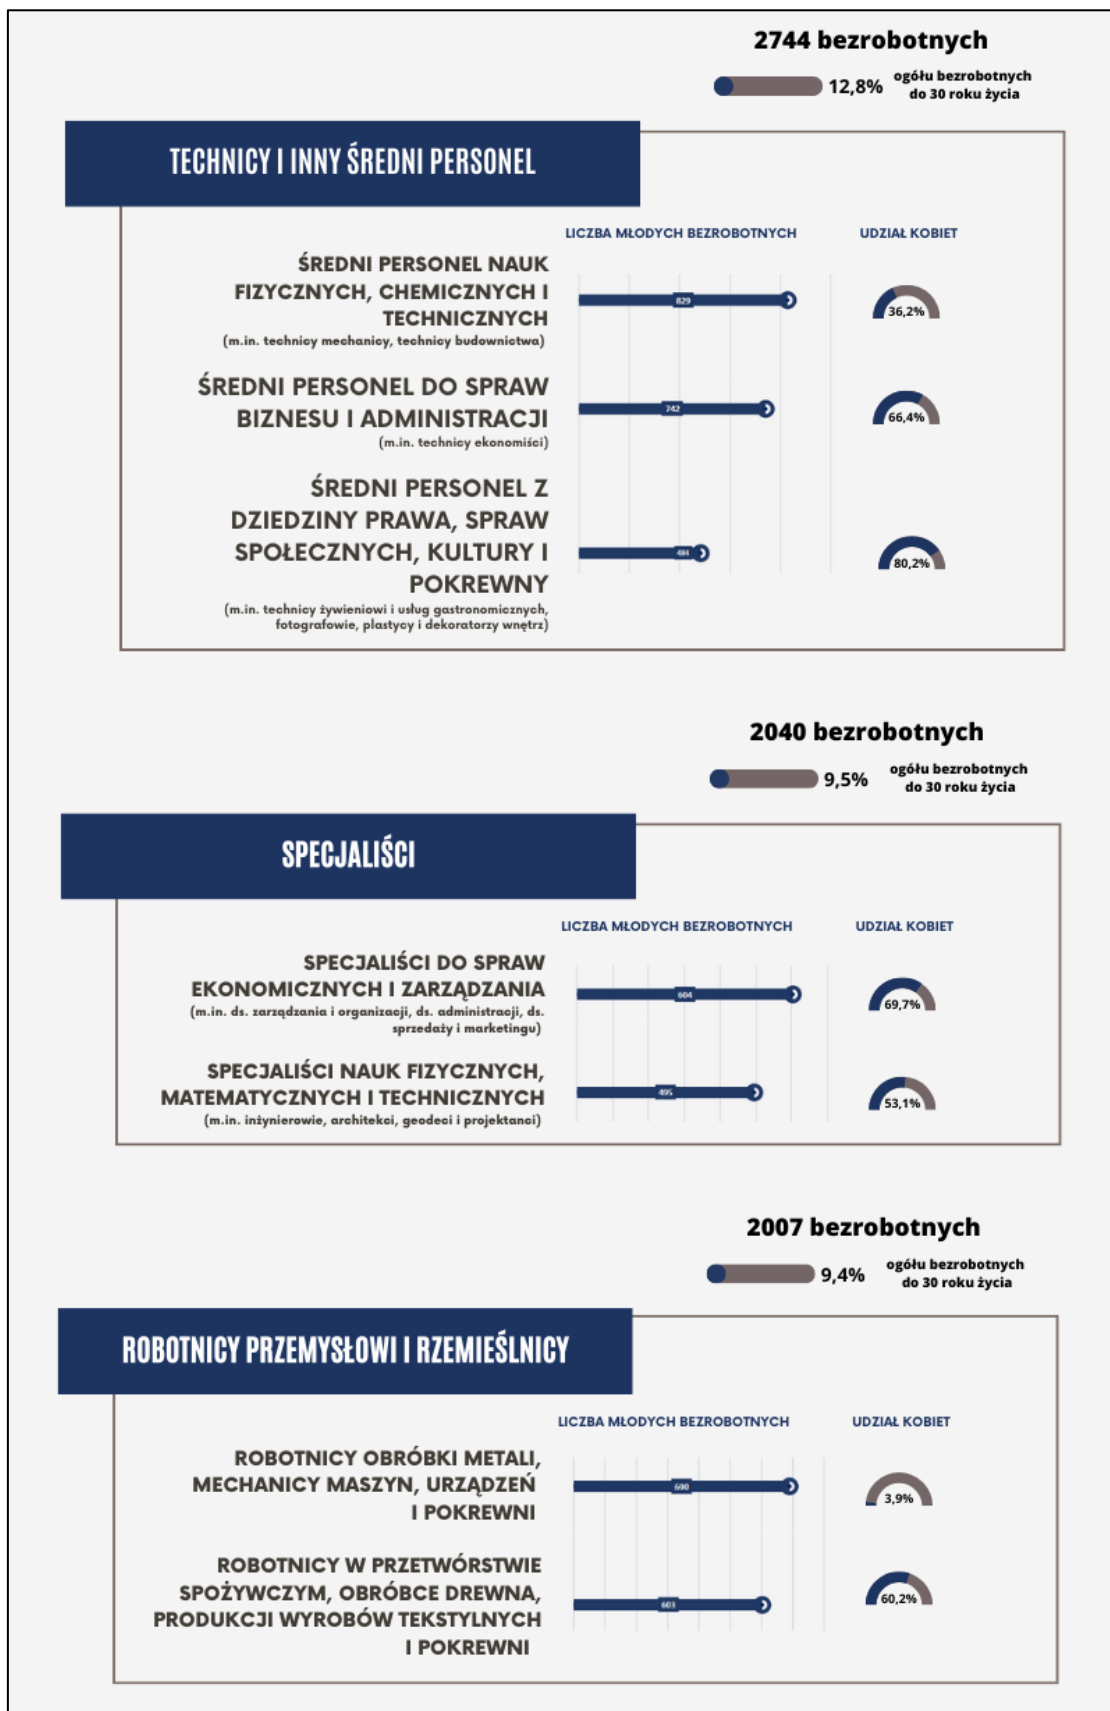 2744 bezrobotnych
12,8% ogółu bezrobotnych
do 30 roku życia
TECHNICY I INNY ŚREDNI PERSONEL
LICZBA MŁODYCH BEZROBOTNYCH UDZIAŁ KOBIET
ŚREDNI PERSONEL NAUK
FIZYCZNYCH, CHEMICZNYCH I
TECHNICZNYCH
(m.in. technicy mechanicy, technicy budownictwa)
829
36,2%
ŚREDNI PERSONEL DO SPRAW
BIZNESU I ADMINISTRACJI
(m.in. technicy ekonomiści)
742
66,4%
ŚREDNI PERSONEL Z
DZIEDZINY PRAWA, SPRAW
SPOŁECZNYCH, KULTURY I
POKREWNY
(m.in. technicy żywieniowi i usług gastronomicznych,
fotografowie, plastycy i dekoratorzy wnętrz)
80,2%
2040 bezrobotnych
9,5% ogółu bezrobotnych
do 30 roku życia
SPECJALIŚCI
LICZBA MŁODYCH BEZROBOTNYCH UDZIAŁ KOBIET
SPECJALIŚCI DO SPRAW
EKONOMICZNYCH I ZARZĄDZANIA
(m.in. ds. zarządzania i organizacji, ds. administracji, ds.
sprzedaży i marketingu)
604
69,7%
SPECJALIŚCI NAUK FIZYCZNYCH,
MATEMATYCZNYCH I TECHNICZNYCH
(m.in. inżynierowie, architekci, geodeci i projektanci)
495
53,1%
2007 bezrobotnych
9,4% ogółu bezrobotnych
do 30 roku życia
ROBOTNICY PRZEMYSŁOWI I RZEMIEŚLNICY
LICZBA MŁODYCH BEZROBOTNYCH UDZIAŁ KOBIET
ROBOTNICY OBRÓBKI METALI,
MECHANICY MASZYN, URZĄDZEŃ
I POKREWNI
690
3,9%
ROBOTNICY W PRZETWÓRSTWIE
SPOŻYWCZYM, OBRÓBCE DREWNA,
PRODUKCJI WYROBÓW TEKSTYLNYCH
I POKREWNI
603
60,2%